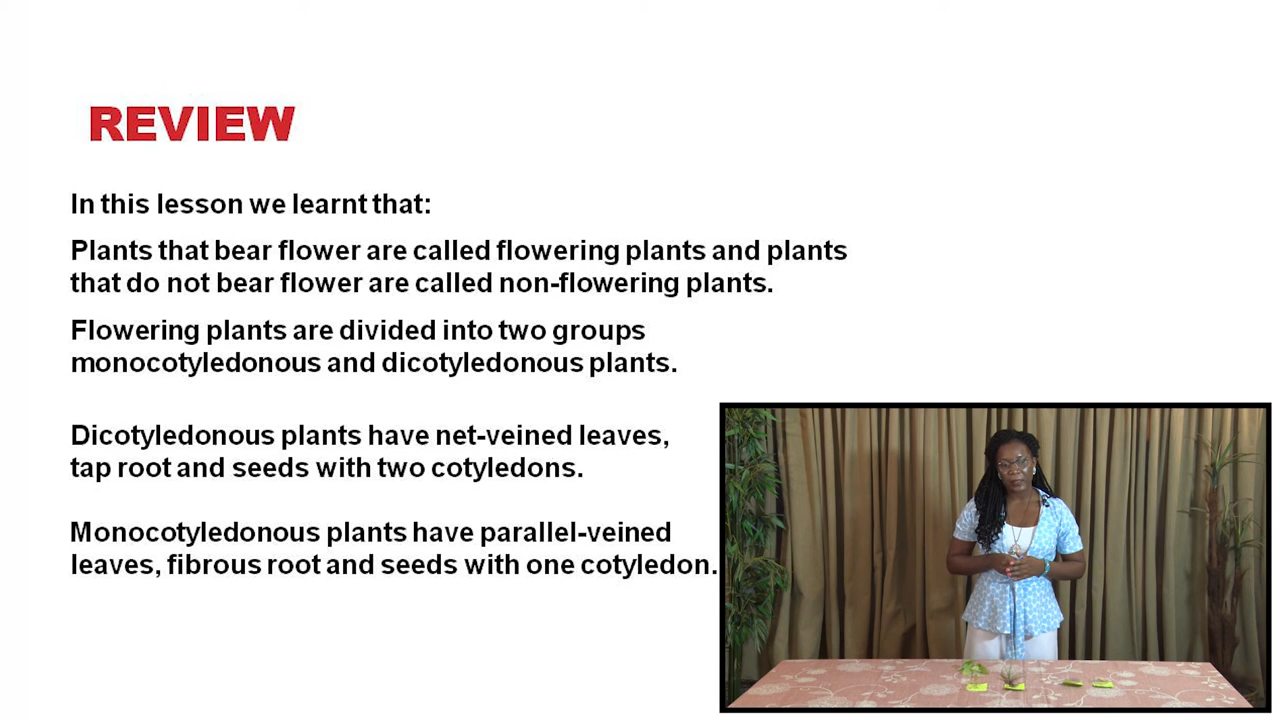 REVIEW
In this lesson we learnt that:
Plants that bear flower are called flowering plants and plants
that do not bear flower are called non-flowering plants.
Flowering plants are divided into two groups
monocotyledonous and dicotyledonous plants.
Dicotyledonous plants have net-veined leaves,
tap root and seeds with two cotyledons.
Monocotyledonous plants have parallel-veined
leaves, fibrous root and seeds with one cotyledon.